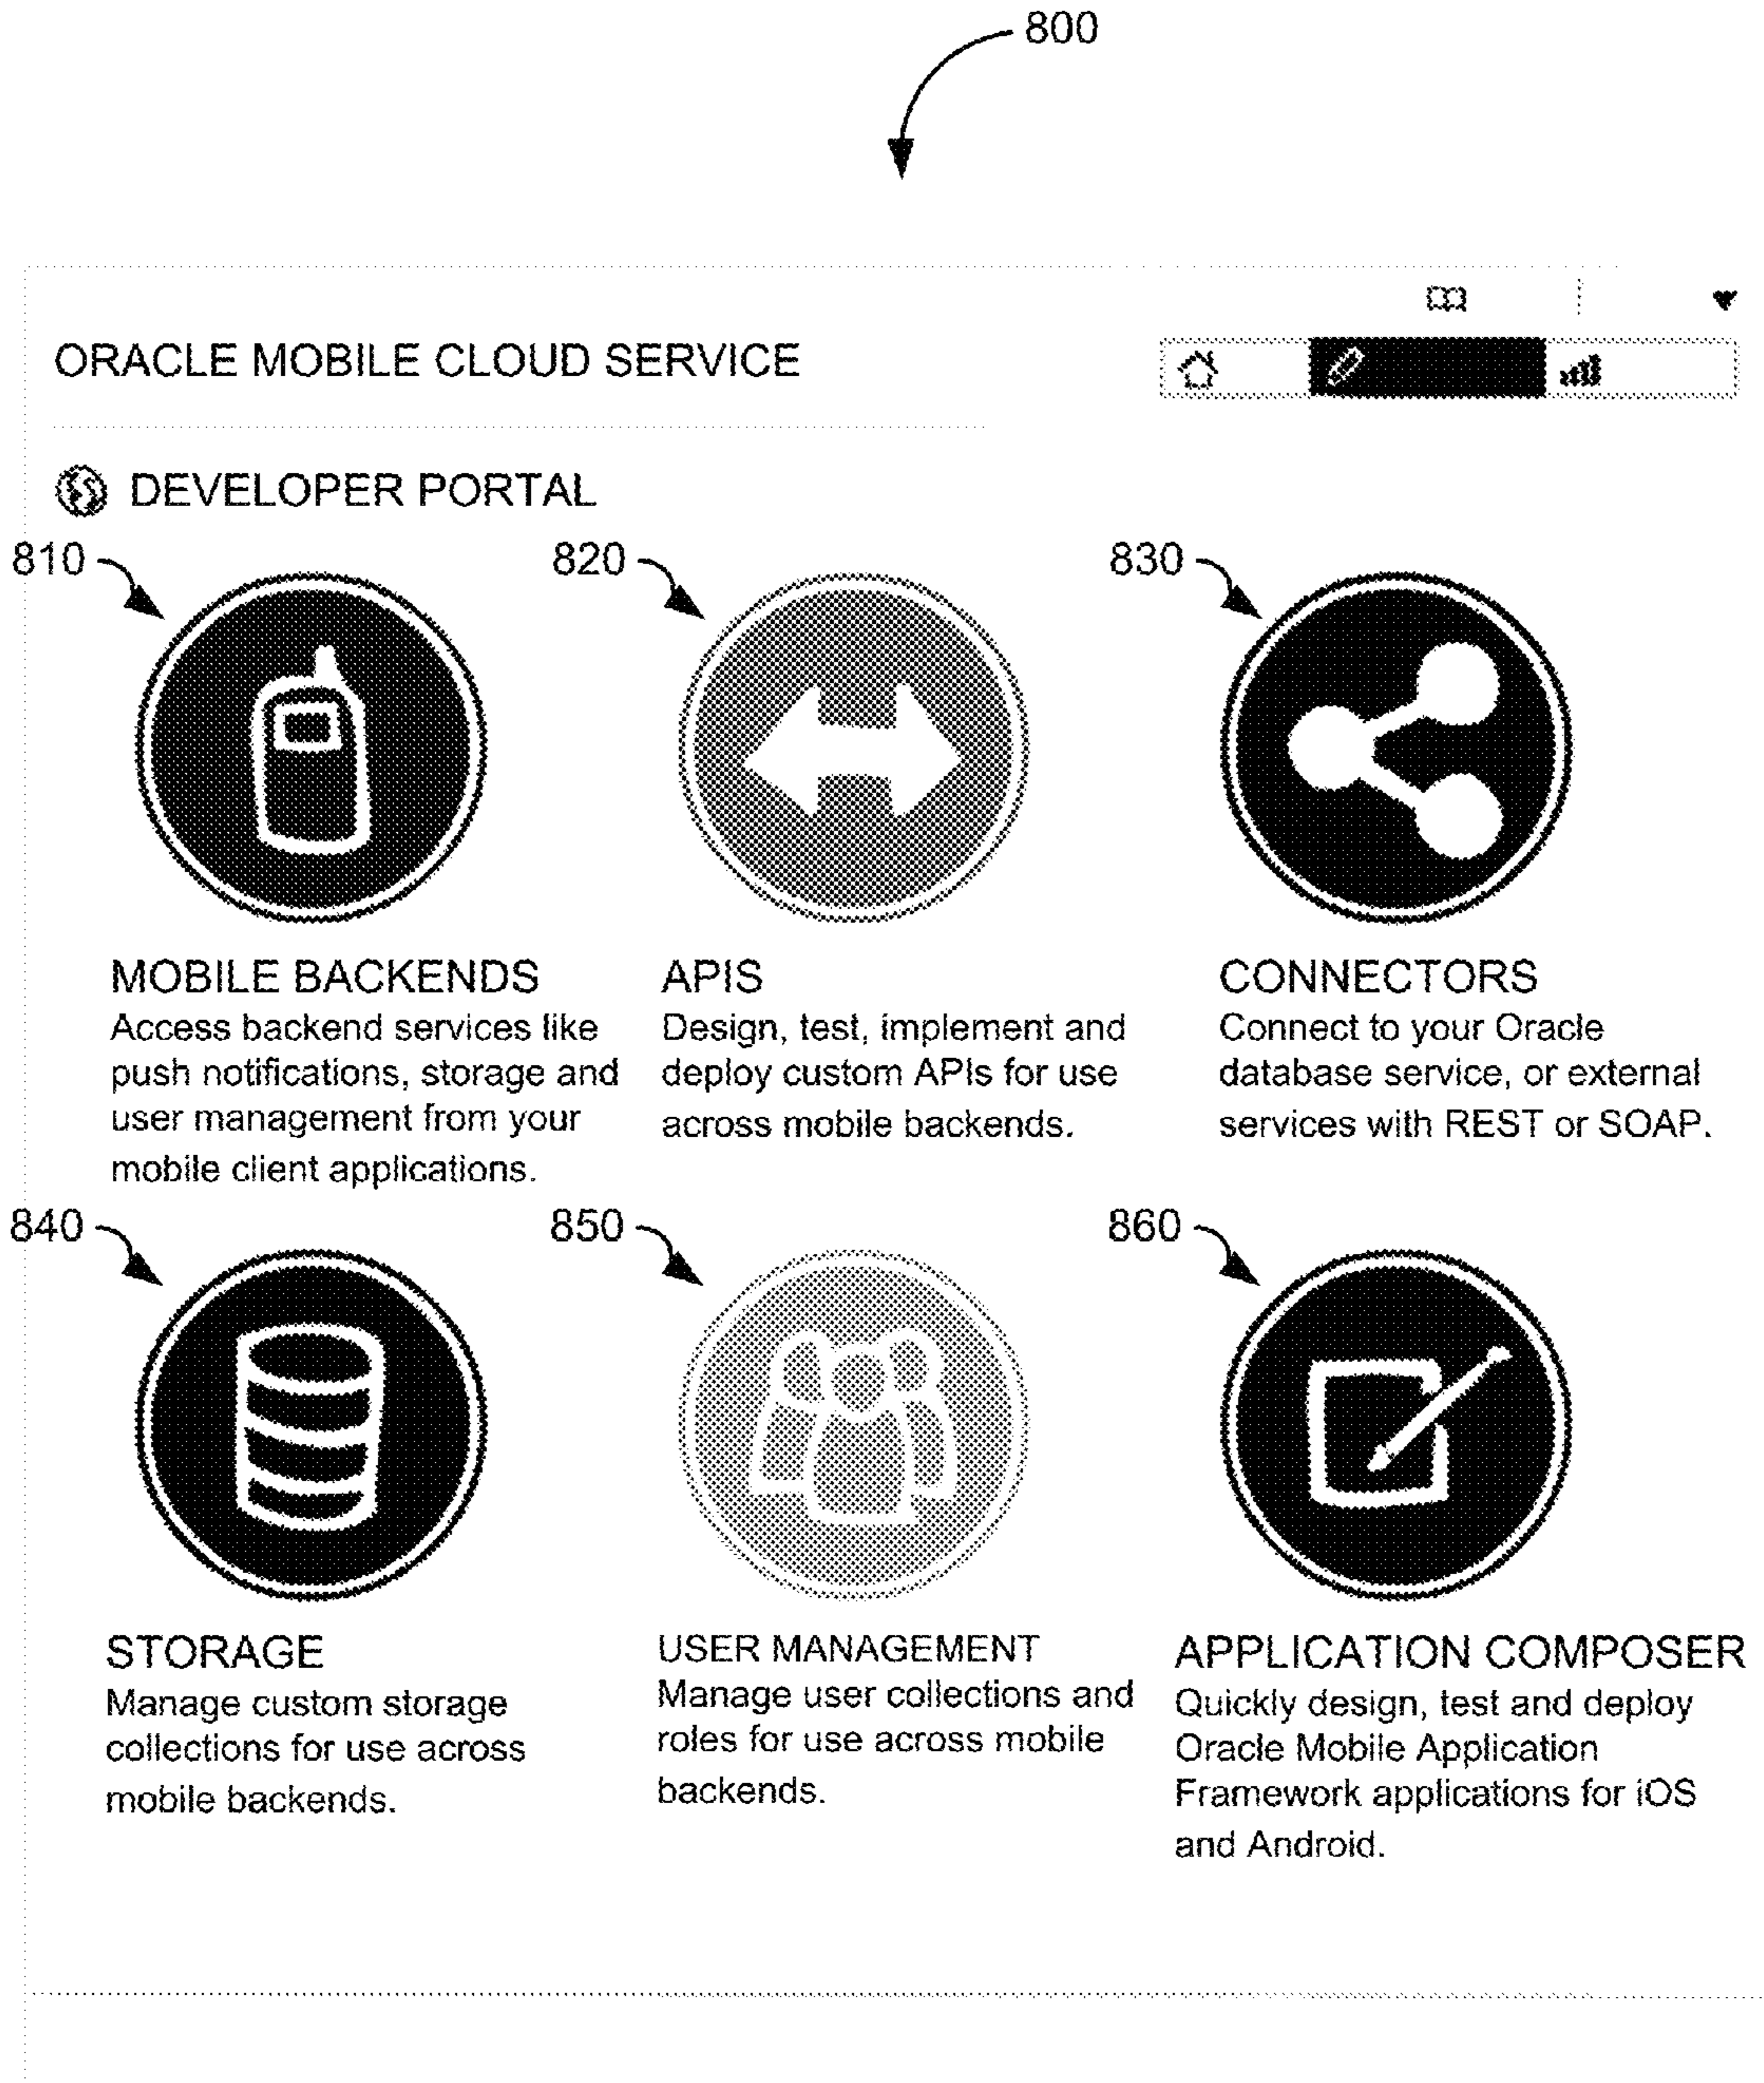 800
ORACLE MOBILE CLOUD SERVICE
DEVELOPER PORTAL
810
820
830
MOBILE BACKENDS
Access backend services like
push notifications, storage and
user management from your
mobile client applications.
APIS
Design, test, implement and
deploy custom APIs for use
across mobile backends.
CONNECTORS
Connect to your Oracle
database service, or external
services with REST or SOAP.
840
850
860
STORAGE
Manage custom storage
collections for use across
mobile backends.
USER MANAGEMENT
Manage user collections and
roles for use across mobile
backends.
APPLICATION COMPOSER
Quickly design, test and deploy
Oracle Mobile Application
Framework applications for iOS
and Android.